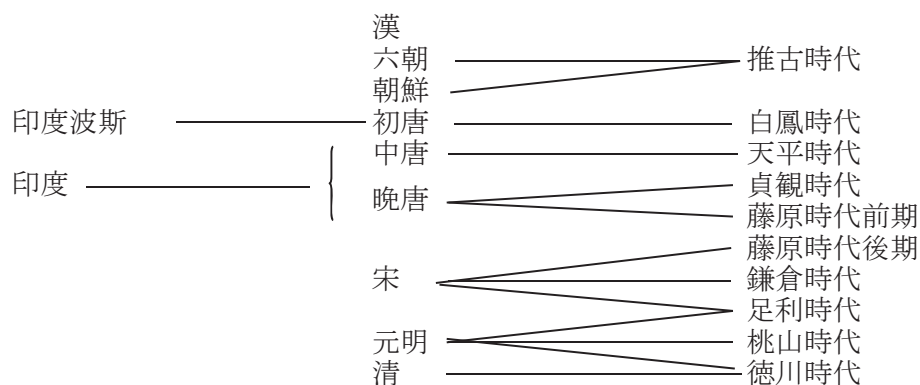 漢
六朝 推古時代
朝鮮
印度波斯 初唐 白鳳時代
中唐 天平時代
印度 貞観時代
晩唐
藤原時代前期
藤原時代後期
宋 鎌倉時代
足利時代
元明 桃山時代
清 徳川時代